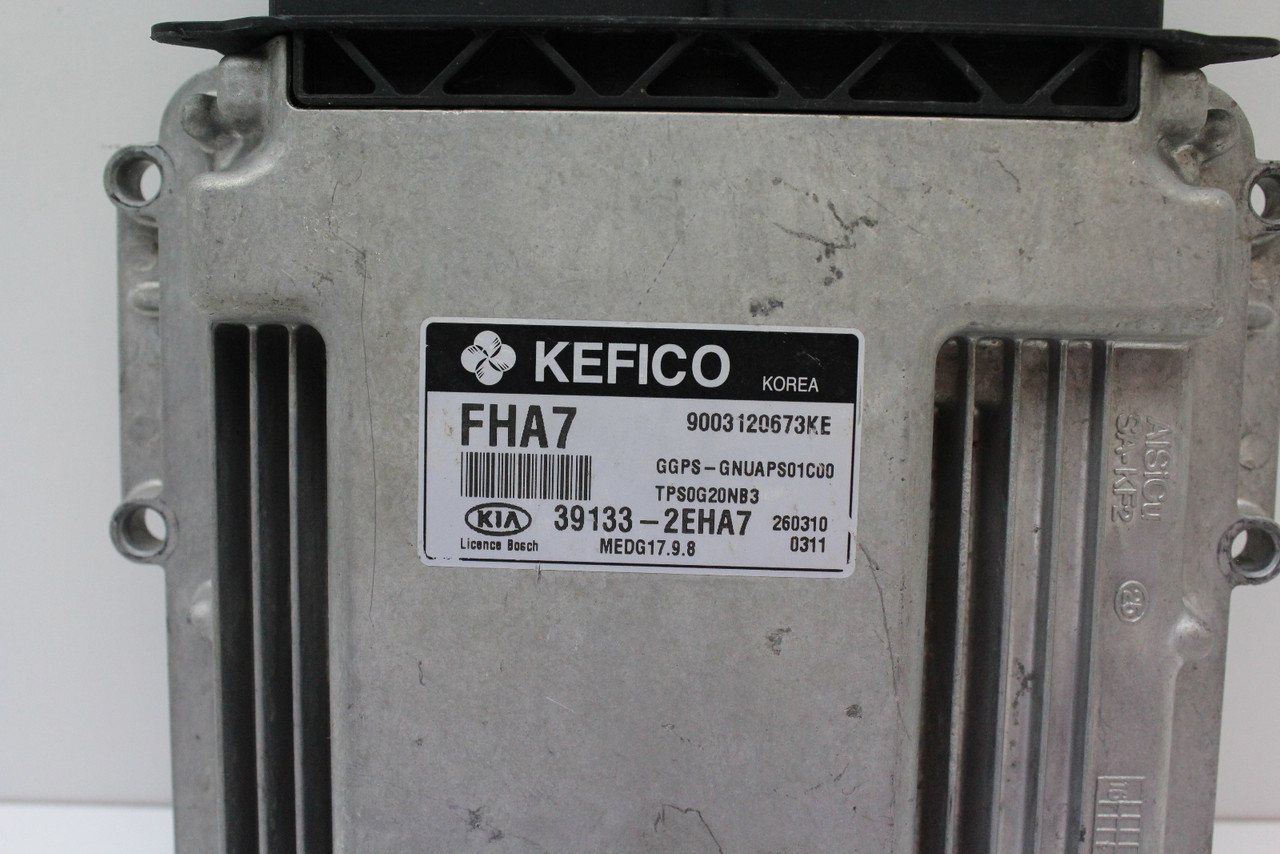 KEFICO KOREA
FHA7 9003120673KE
GGPS-GNUAPS01C00
TPS0G20NB3
KIA 39133-2EHA7 260310
Licence Bosch MEDG17.9.8 0311
AlSiCu
SA-KF2
26